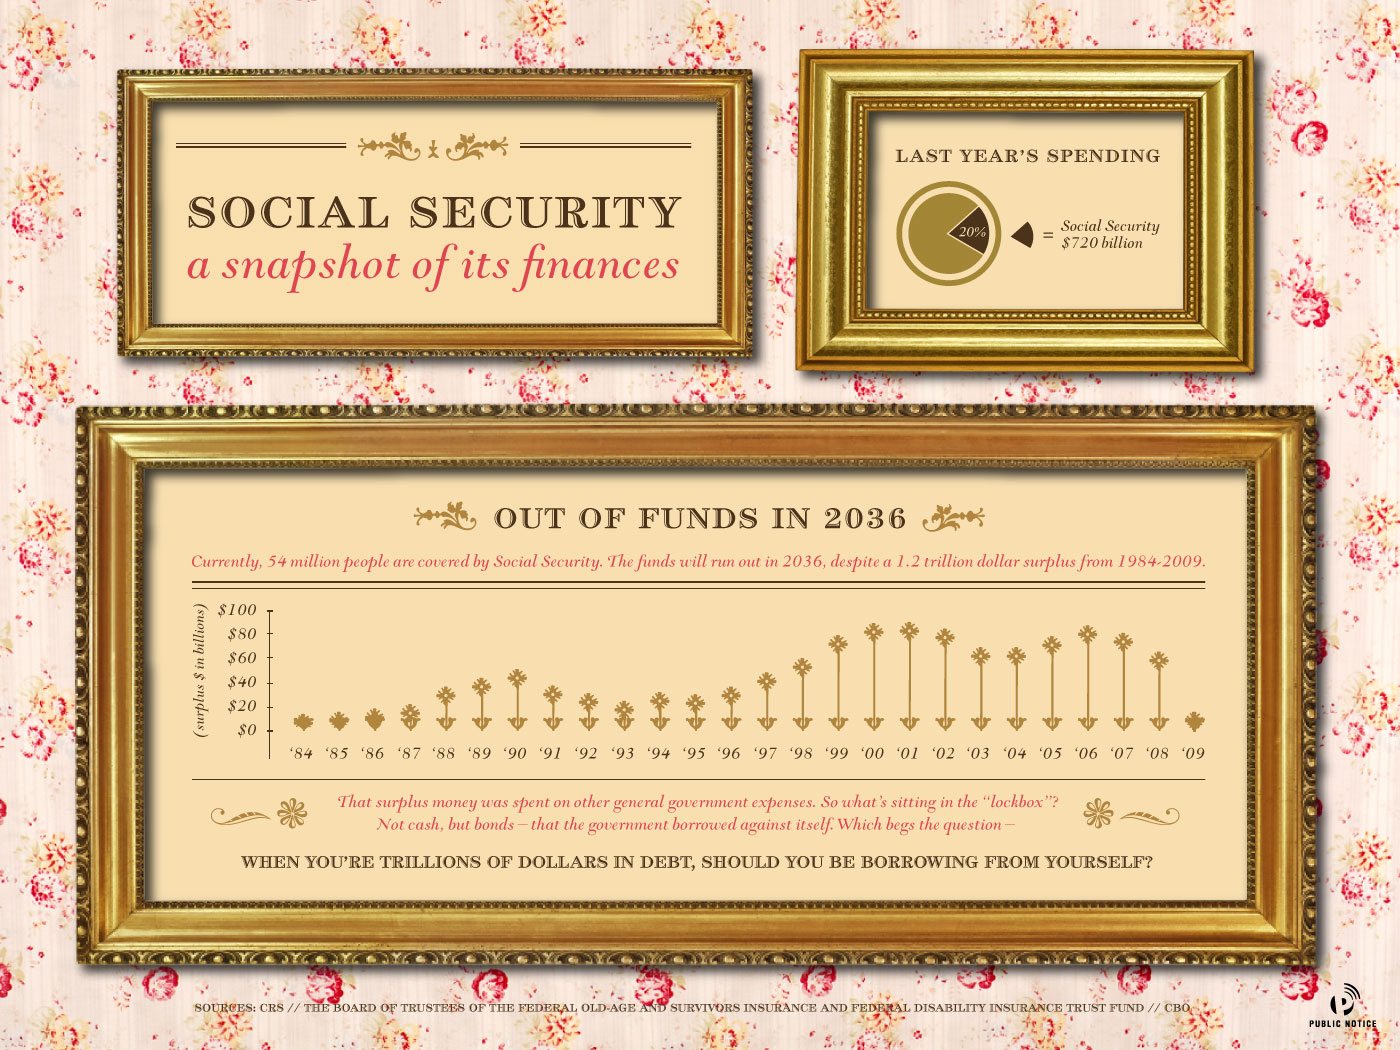 SOCIAL SECURITY
a snapshot of its finances
LAST YEAR'S SPENDING
20%
= Social Security
$720 billion
OUT OF FUNDS IN 2036
Currently, 54 million people are covered by Social Security. The funds will run out in 2036, despite a 1.2 trillion dollar surplus from 1984-2009.
(surplus $ in billions)
$100
$80
$60
$40
$20
$0
‘84 ‘85 ‘86 ‘87 ‘88 ‘89 ‘90 ‘91 ‘92 ‘93 ‘94 ‘95 ‘96 ‘97 ‘98 ‘99 ‘00 ‘01 ‘02 ‘03 ‘04 ‘05 ‘06 ‘07 ‘08 ‘09
That surplus money was spent on other general government expenses. So what's sitting in the “lockbox”?
Not cash, but bonds – that the government borrowed against itself. Which begs the question –
WHEN YOU'RE TRILLIONS OF DOLLARS IN DEBT, SHOULD YOU BE BORROWING FROM YOURSELF?
SOURCES: CRS // THE BOARD OF TRUSTEES OF THE FEDERAL OLD-AGE AND SURVIVORS INSURANCE AND FEDERAL DISABILITY INSURANCE TRUST FUND // CBO
P
PUBLIC NOTICE